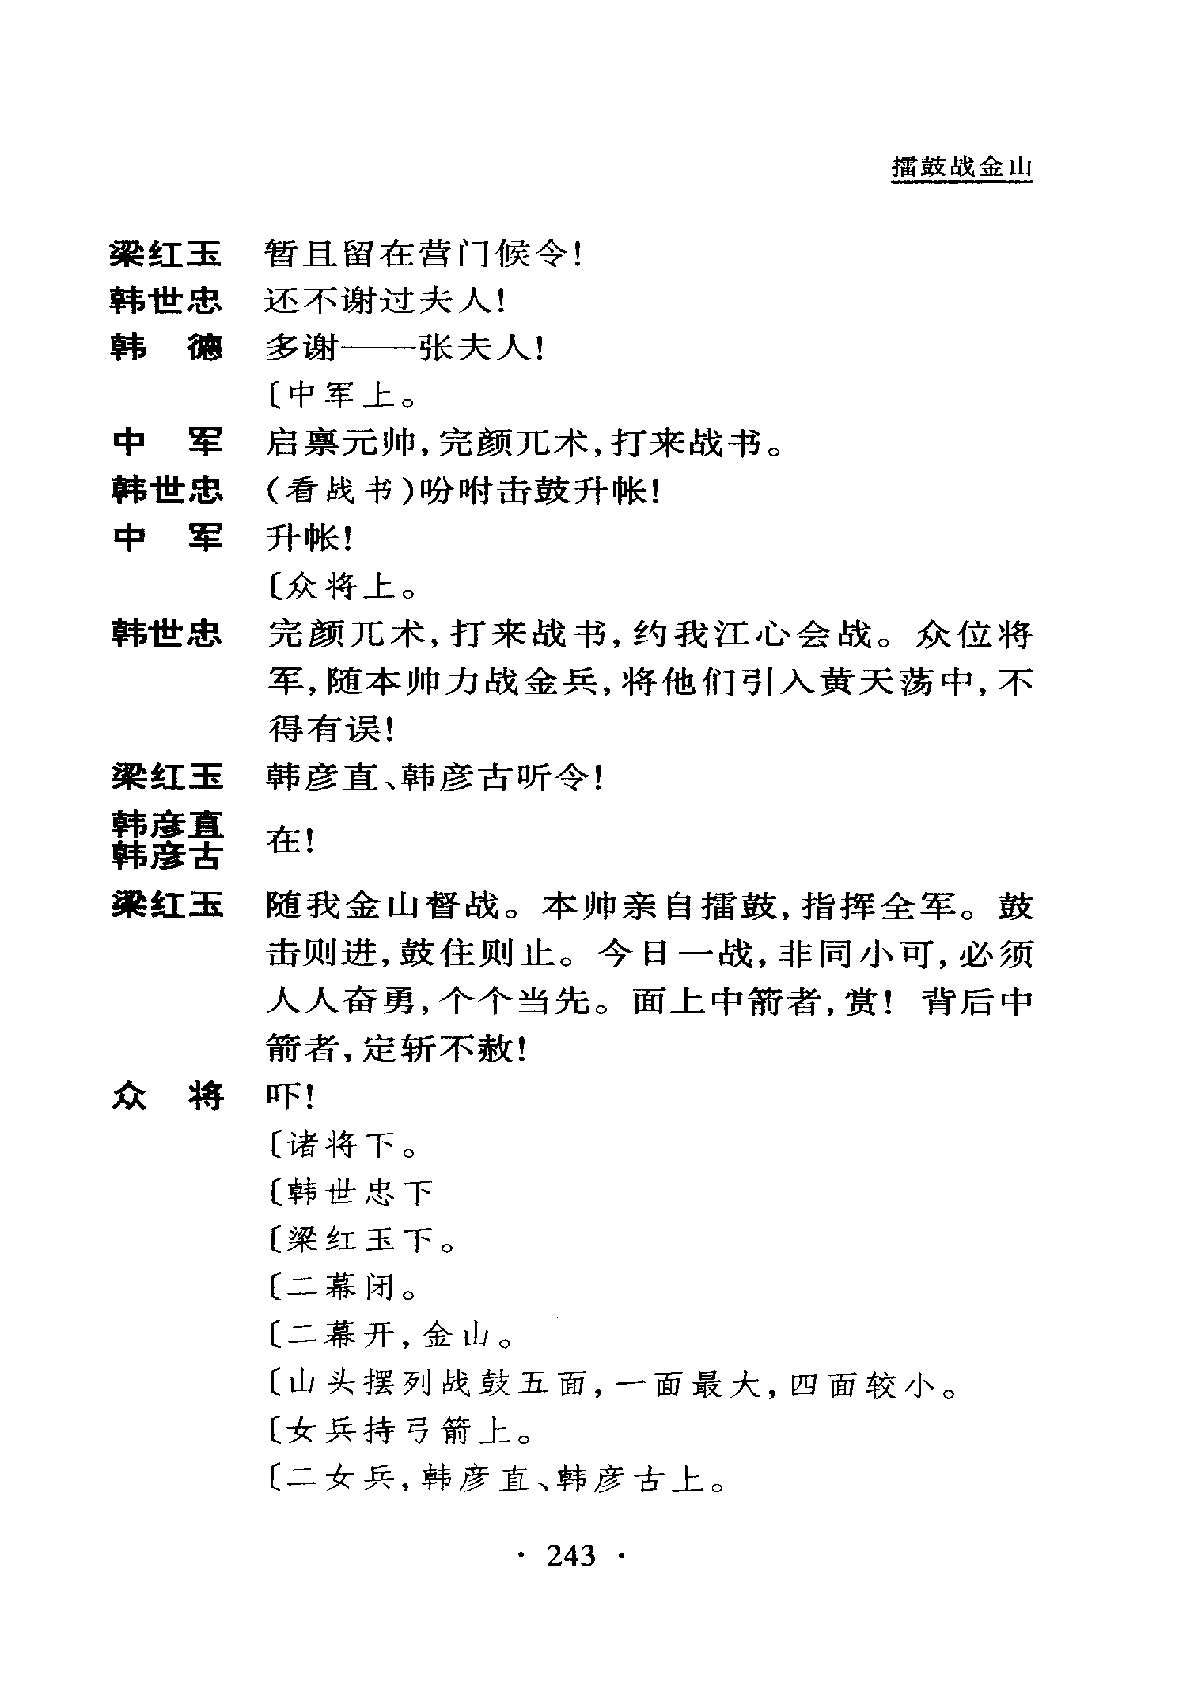 擂鼓战金山
梁红玉 暂且留在营门候令!
韩世忠 还不谢过夫人!
韩 德 多谢——张夫人!
〔中军上。
中 军 启禀元帅,完颜兀术,打来战书。
韩世忠 (看战书)吩咐击鼓升帐!
中 军 升帐!
〔众将上。
韩世忠 完颜兀术,打来战书,约我江心会战。众位将
军,随本帅力战金兵,将他们引入黄天荡中,不
得有误!
梁红玉 韩彦直、韩彦古听令!
韩彦直
韩彦古 在!
梁红玉 随我金山督战。本帅亲自擂鼓,指挥全军。鼓
击则进,鼓住则止。今日一战,非同小可,必须
人人奋勇,个个当先。面上中箭者,赏!背后中
箭者,定斩不赦!
众 将 吓!
〔诸将下。
〔韩世忠下
〔梁红玉下。
〔二幕闭。
〔二幕开,金山。
〔山头摆列战鼓五面,一面最大,四面较小。
〔女兵持弓箭上。
〔二女兵,韩彦直、韩彦古上。
· 243 ·